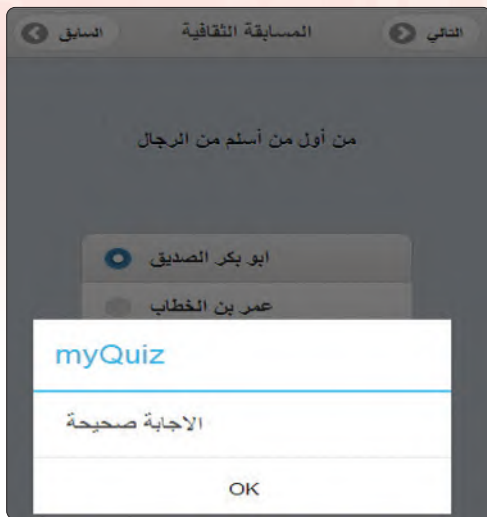 التالي المسابقة الثقافية السابق
من أول من أسلم من الرجال
ابو بكر الصديق
عمر بن الخطاب
myQuiz
الاجابة صحيحة
OK